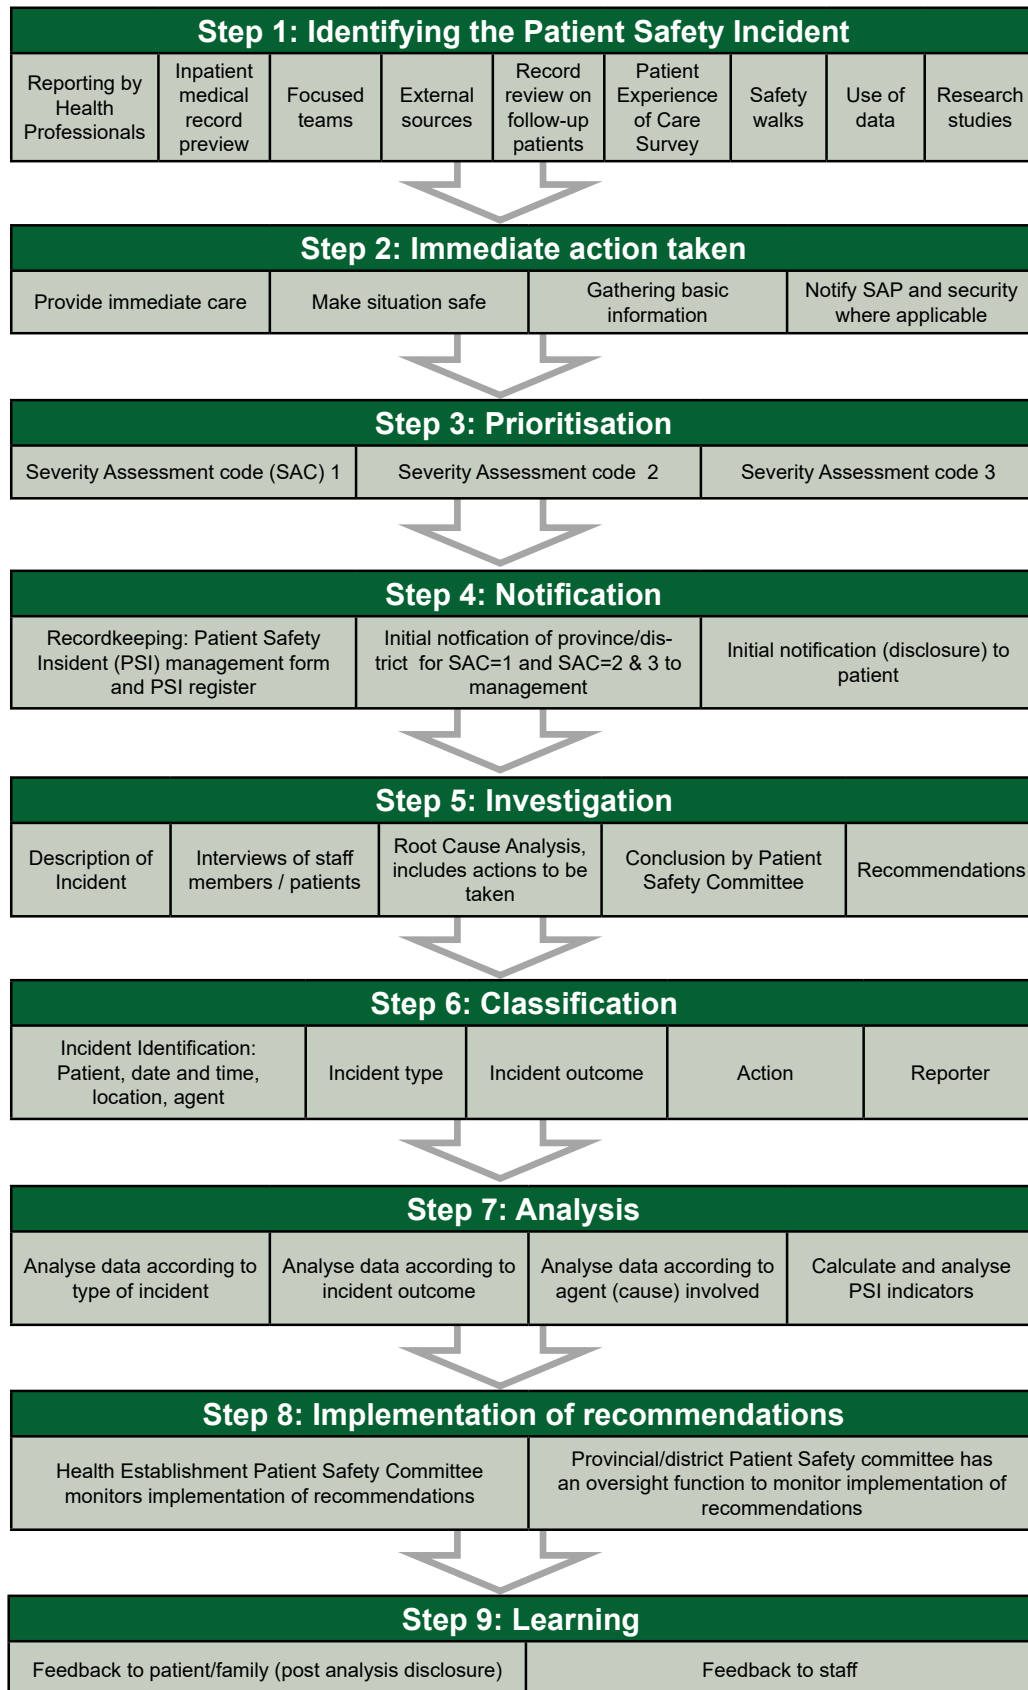 Step 1: Identifying the Patient Safety Incident
Reporting by
Health
Professionals
Inpatient
medical
record
preview
Focused
teams
External
sources
Record
review on
follow-up
patients
Patient
Experience
of Care
Survey
Safety
walks
Use of
data
Research
studies
Step 2: Immediate action taken
Provide immediate care
Make situation safe
Gathering basic
information
Notify SAP and security
where applicable
Step 3: Prioritisation
Severity Assessment code (SAC) 1
Severity Assessment code 2
Severity Assessment code 3
Step 4: Notification
Recordkeeping: Patient Safety
Insident (PSI) management form
and PSI register
Initial notfication of province/dis-
trict for SAC=1 and SAC=2 & 3 to
management
Initial notification (disclosure) to
patient
Step 5: Investigation
Description of
Incident
Interviews of staff
members / patients
Root Cause Analysis,
includes actions to be
taken
Conclusion by Patient
Safety Committee
Recommendations
Step 6: Classification
Incident Identification:
Patient, date and time,
location, agent
Incident type
Incident outcome
Action
Reporter
Step 7: Analysis
Analyse data according to
type of incident
Analyse data according to
incident outcome
Analyse data according to
agent (cause) involved
Calculate and analyse
PSI indicators
Step 8: Implementation of recommendations
Health Establishment Patient Safety Committee
monitors implementation of recommendations
Provincial/district Patient Safety committee has
an oversight function to monitor implementation of
recommendations
Step 9: Learning
Feedback to patient/family (post analysis disclosure)
Feedback to staff